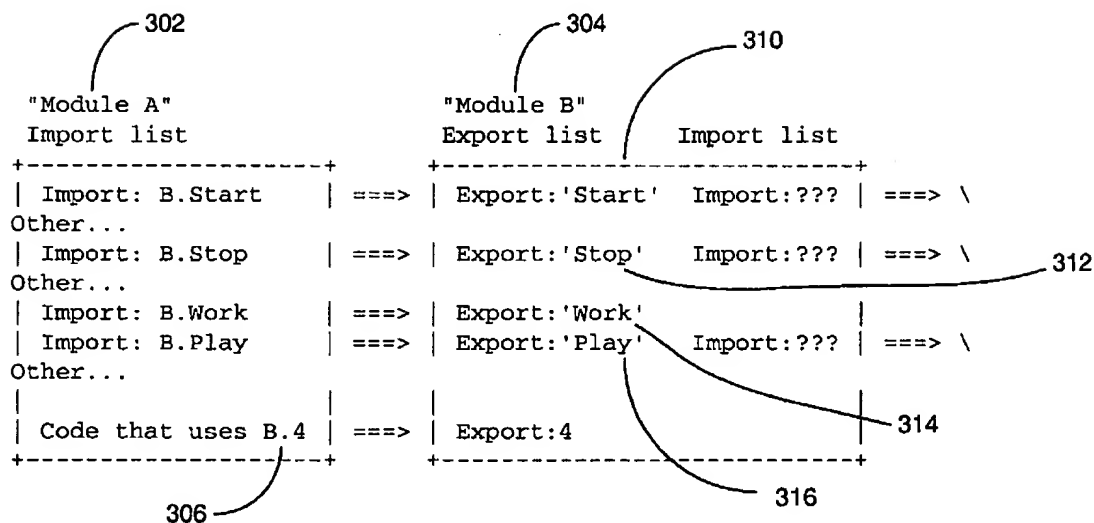 302 304 310
"Module A" "Module B"
Import list Export list Import list
+---------------------+ +----------------------------+
| Import: B.Start | ===> | Export:'Start' Import:??? | ===> \
Other...
| Import: B.Stop | ===> | Export:'Stop' Import:??? | ===> \
312
Other...
| Import: B.Work | ===> | Export:'Work' |
| Import: B.Play | ===> | Export:'Play' Import:??? | ===> \
Other...
| | | |
| Code that uses B.4 | ===> | Export:4 |
314
+---------------------+ +----------------------------+
306 316